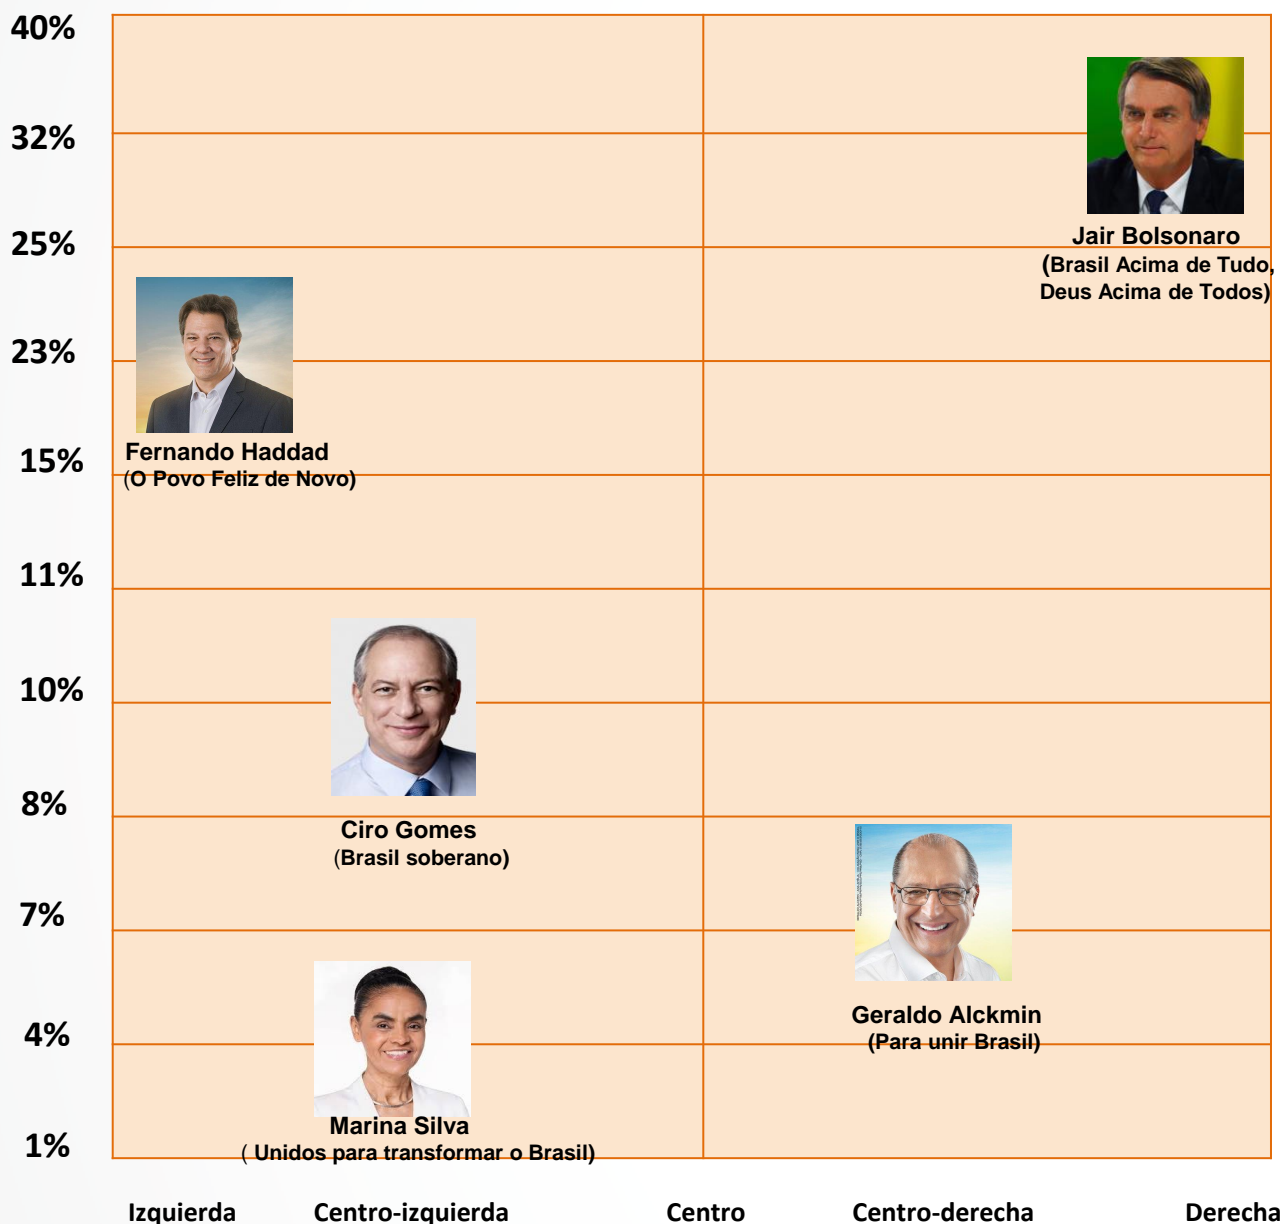 40%
32%
Jair Bolsonaro
25%
(Brasil Acima de Tudo,
Deus Acima de Todos)
23%
Fernando Haddad
15%
(O Povo Feliz de Novo)
11%
10%
8%
Ciro Gomes
(Brasil soberano)
7%
Geraldo Alckmin
4%
(Para unir Brasil)
Marina Silva
1%
( Unidos para transformar o Brasil)
Izquierda Centro-izquierda Centro Centro-derecha Derecha